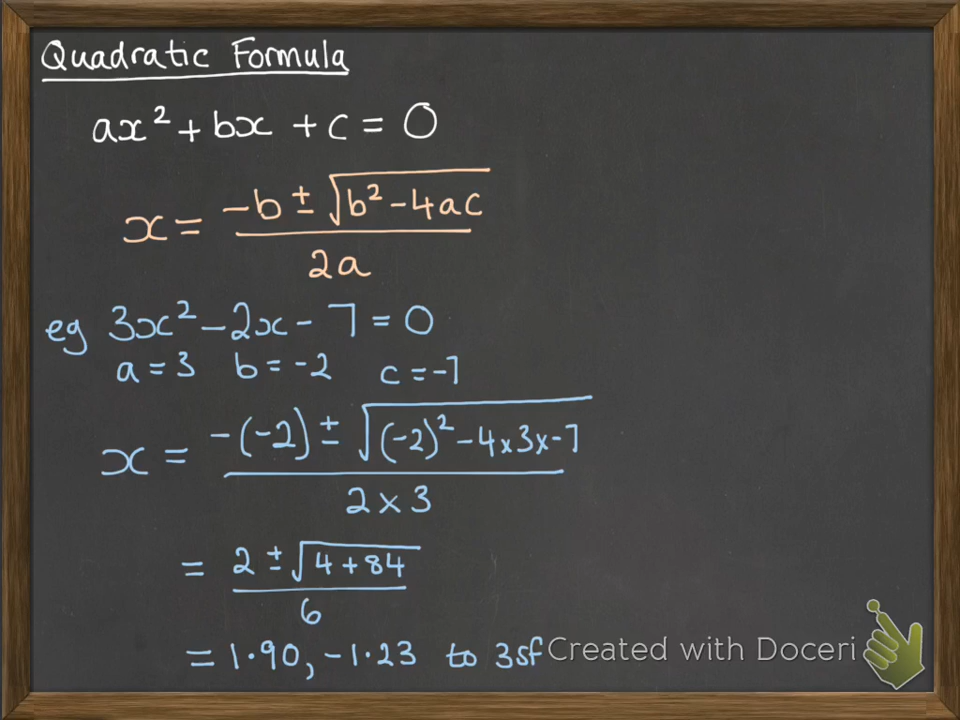 Quadratic Formula
ax² + bx + c = 0
x = (-b ± √(b² - 4ac)) / 2a
eg 3x² - 2x - 7 = 0
a = 3 b = -2 c = -7
x = (-(-2) ± √((-2)² - 4x3x-7)) / (2 x 3)
= (2 ± √(4 + 84)) / 6
= 1·90, -1·23 to 3sf
Created with Doceri